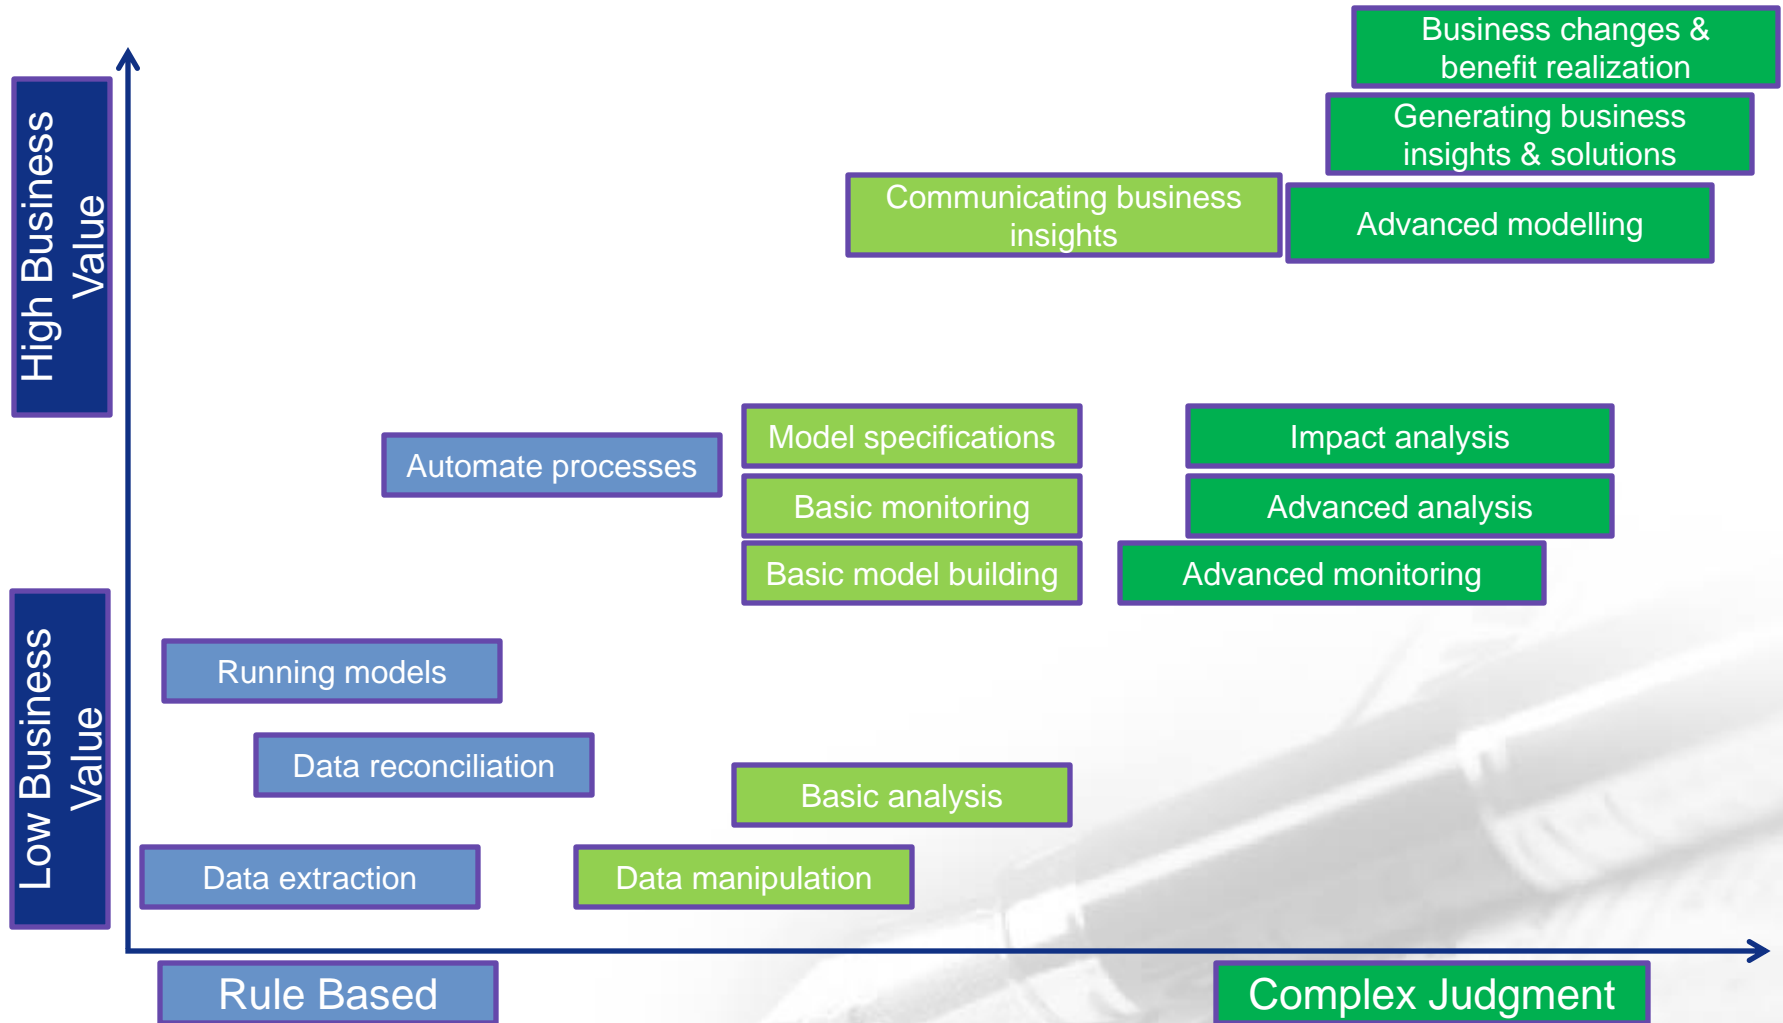 Business changes &
benefit realization
Generating business
insights & solutions
Communicating business
insights
Advanced modelling
High Business
Value
Model specifications
Impact analysis
Automate processes
Basic monitoring
Advanced analysis
Basic model building
Advanced monitoring
Low Business
Value
Running models
Data reconciliation
Basic analysis
Data extraction
Data manipulation
Rule Based
Complex Judgment